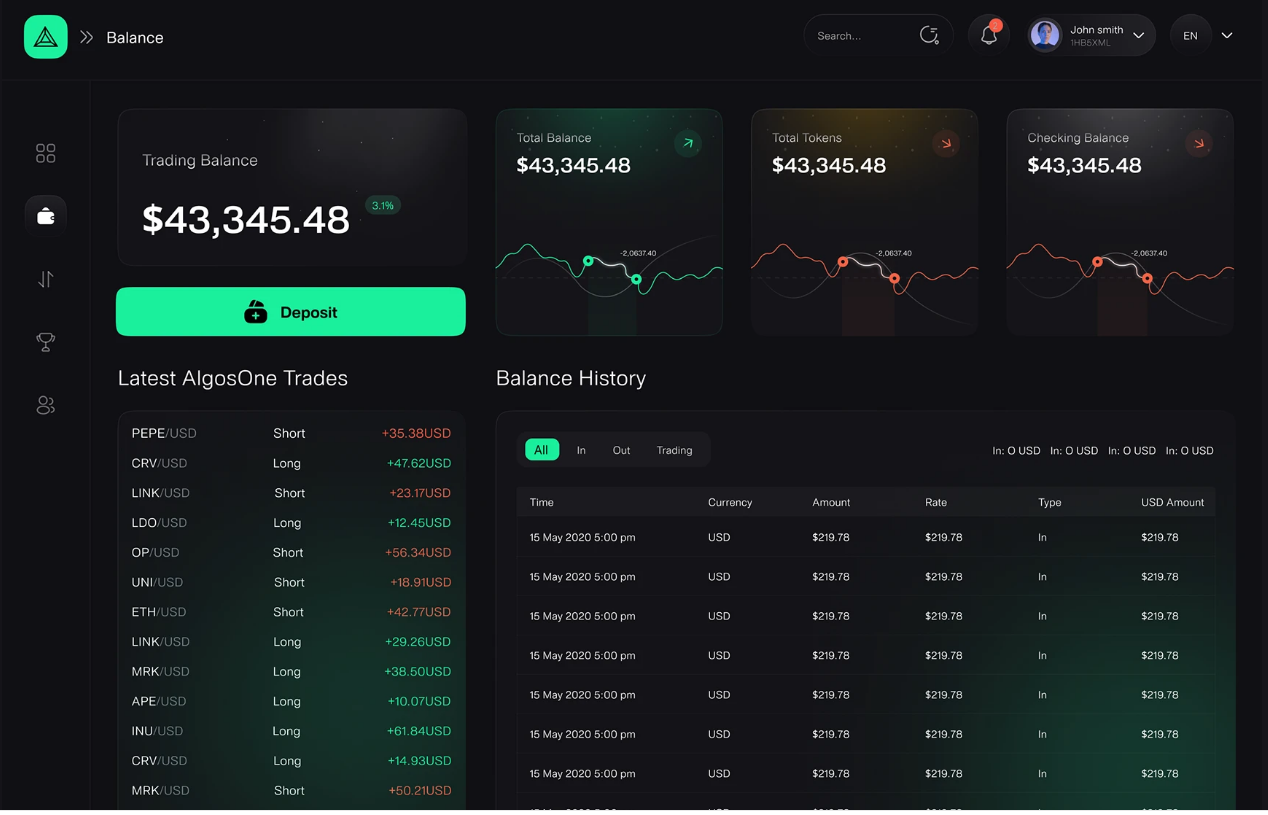 Balance
Search...
John smith
1HB5XML
EN
Trading Balance
$43,345.48
3.1%
Deposit
Total Balance
$43,345.48
-2,0637.40
Total Tokens
$43,345.48
-2,0637.40
Checking Balance
$43,345.48
-2,0637.40
Latest AlgosOne Trades
PEPE/USD Short +35.38USD
CRV/USD Long +47.62USD
LINK/USD Short +23.17USD
LDO/USD Long +12.45USD
OP/USD Short +56.34USD
UNI/USD Short +18.91USD
ETH/USD Short +42.77USD
LINK/USD Long +29.26USD
MRK/USD Long +38.50USD
APE/USD Long +10.07USD
INU/USD Long +61.84USD
CRV/USD Long +14.93USD
MRK/USD Short +50.21USD
Balance History
All In Out Trading
In: 0 USD In: 0 USD In: 0 USD In: 0 USD
Time Currency Amount Rate Type USD Amount
15 May 2020 5:00 pm USD $219.78 $219.78 In $219.78
15 May 2020 5:00 pm USD $219.78 $219.78 In $219.78
15 May 2020 5:00 pm USD $219.78 $219.78 In $219.78
15 May 2020 5:00 pm USD $219.78 $219.78 In $219.78
15 May 2020 5:00 pm USD $219.78 $219.78 In $219.78
15 May 2020 5:00 pm USD $219.78 $219.78 In $219.78
15 May 2020 5:00 pm USD $219.78 $219.78 In $219.78